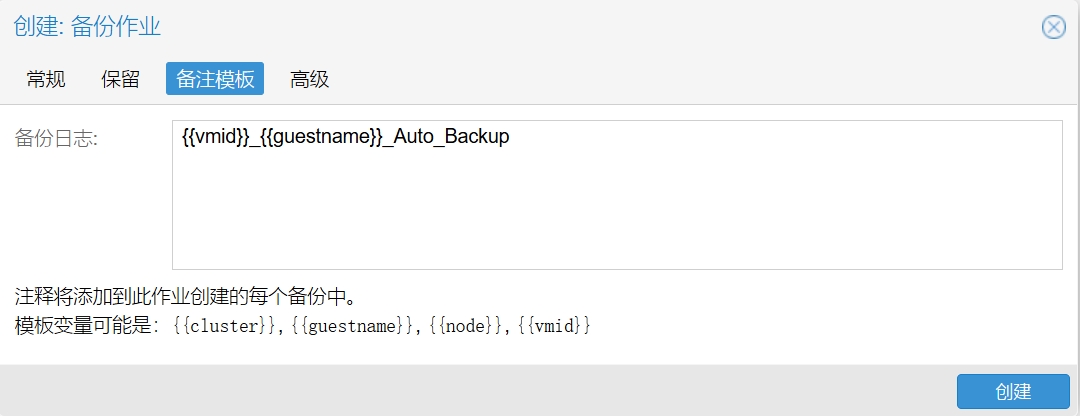 创建: 备份作业
常规 保留 备注模板 高级
备份日志: {{vmid}}_{{guestname}}_Auto_Backup
注释将添加到此作业创建的每个备份中。
模板变量可能是: {{cluster}}, {{guestname}}, {{node}}, {{vmid}}
创建